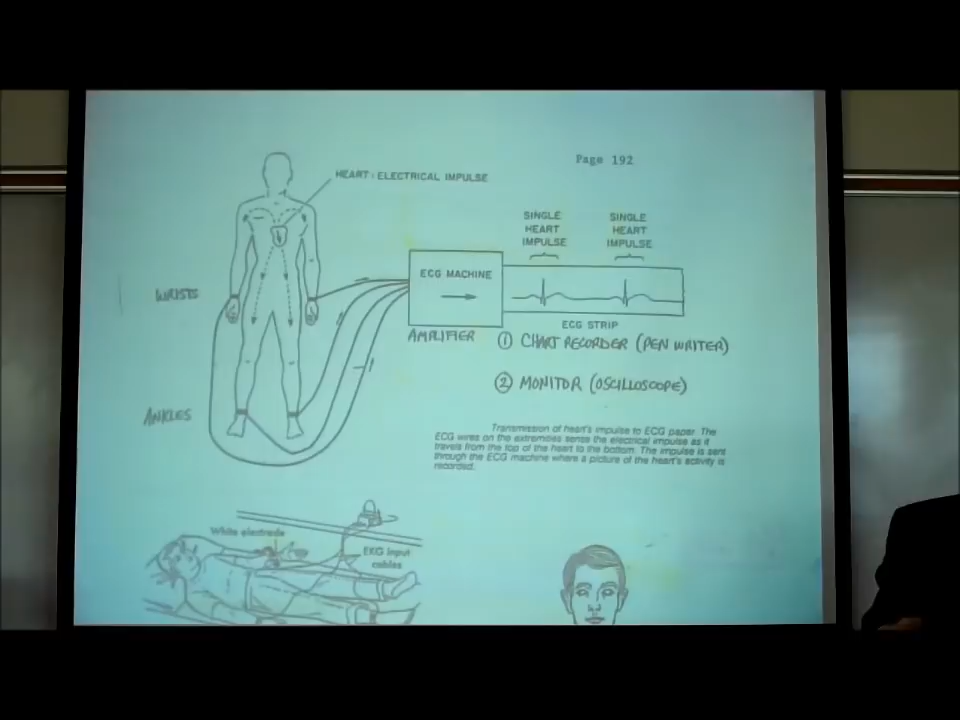 Page 192
HEART : ELECTRICAL IMPULSE
SINGLE
HEART
IMPULSE
SINGLE
HEART
IMPULSE
ECG MACHINE
WRISTS
ECG STRIP
AMPLIFIER
① CHART RECORDER (PEN WRITER)
② MONITOR (OSCILLOSCOPE)
ANKLES
Transmission of heart's impulse to ECG paper. The
ECG wires on the extremities sense the electrical impulse as it
travels from the top of the heart to the bottom. The impulse is sent
through the ECG machine where a picture of the heart's activity is
recorded.
White electrode
EKG input
cables